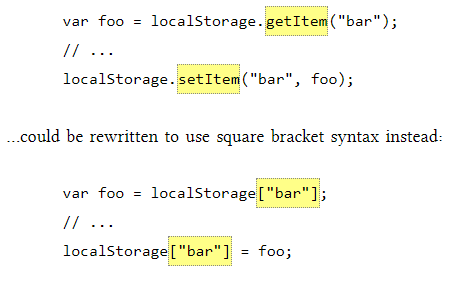 var foo = localStorage.getItem("bar");
// ...
localStorage.setItem("bar", foo);
...could be rewritten to use square bracket syntax instead:
var foo = localStorage["bar"];
// ...
localStorage["bar"] = foo;